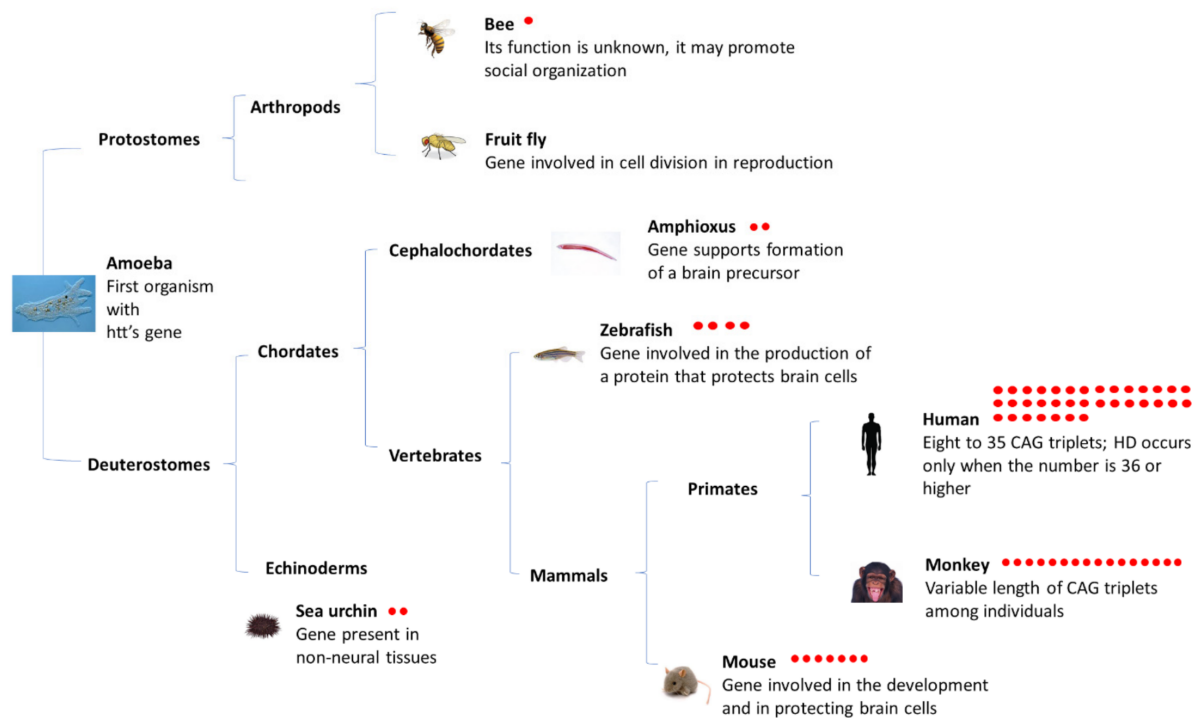 Bee
Its function is unknown, it may promote
social organization
Arthropods
Protostomes
Fruit fly
Gene involved in cell division in reproduction
Amphioxus
Cephalochordates
Gene supports formation
of a brain precursor
Amoeba
First organism
with
htt’s gene
Zebrafish
Chordates
Gene involved in the production of
a protein that protects brain cells
Human
Eight to 35 CAG triplets; HD occurs
only when the number is 36 or
higher
Vertebrates
Deuterostomes
Primates
Echinoderms
Mammals
Monkey
Variable length of CAG triplets
among individuals
Sea urchin
Gene present in
non-neural tissues
Mouse
Gene involved in the development
and in protecting brain cells